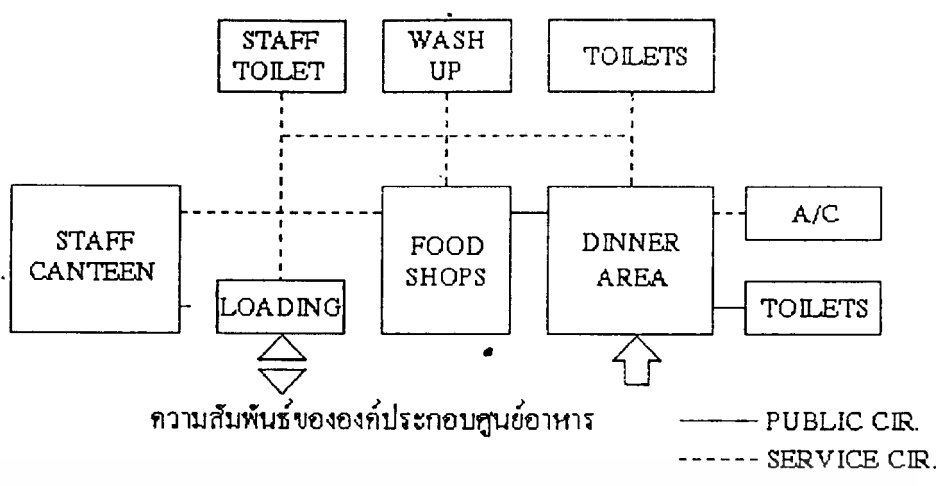 STAFF
TOILET
WASH
UP
TOILETS
STAFF
CANTEEN
LOADING
FOOD
SHOPS
DINNER
AREA
A/C
TOILETS
ความสัมพันธ์ขององค์ประกอบศูนย์อาหาร
PUBLIC CIR.
SERVICE CIR.